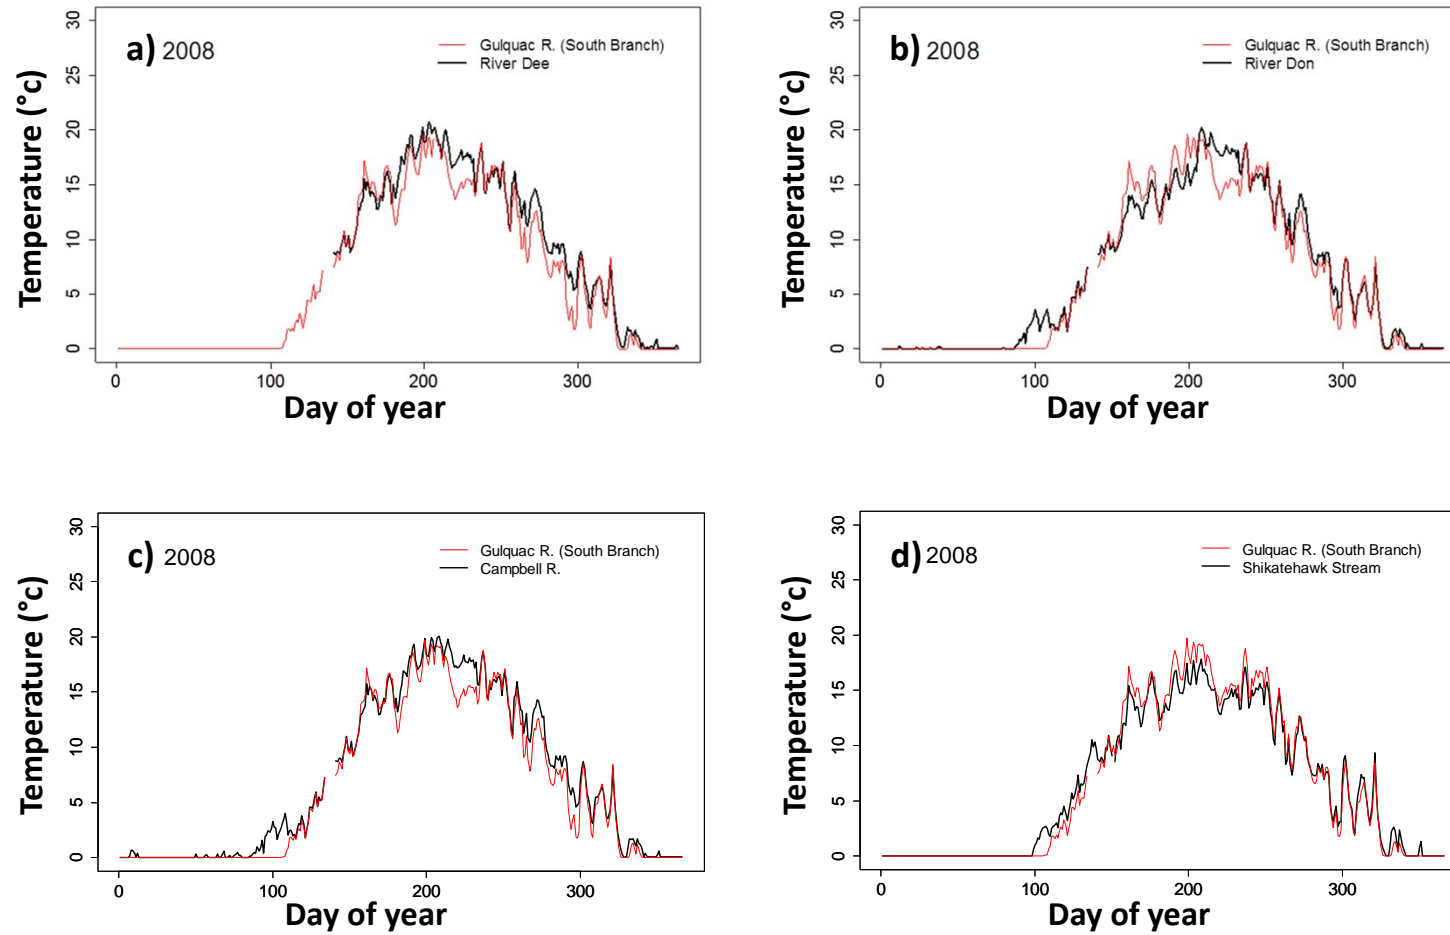 a) 2008
Gulquac R. (South Branch)
River Dee
Temperature (°c)
30
25
20
15
10
5
0
0 100 200 300
Day of year
b) 2008
Gulquac R. (South Branch)
River Don
Temperature (°c)
30
25
20
15
10
5
0
0 100 200 300
Day of year
c) 2008
Gulquac R. (South Branch)
Campbell R.
Temperature (°c)
30
25
20
15
10
5
0
0 100 200 300
Day of year
d) 2008
Gulquac R. (South Branch)
Shikatehawk Stream
Temperature (°c)
30
25
20
15
10
5
0
0 100 200 300
Day of year